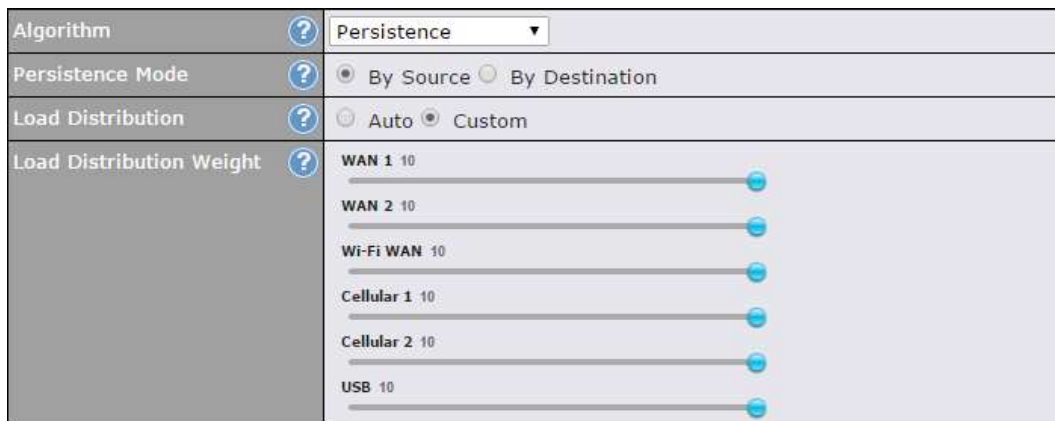 Algorithm ? Persistence ▼
Persistence Mode ? By Source By Destination
Load Distribution ? Auto Custom
Load Distribution Weight ? WAN 1 10
WAN 2 10
Wi-Fi WAN 10
Cellular 1 10
Cellular 2 10
USB 10